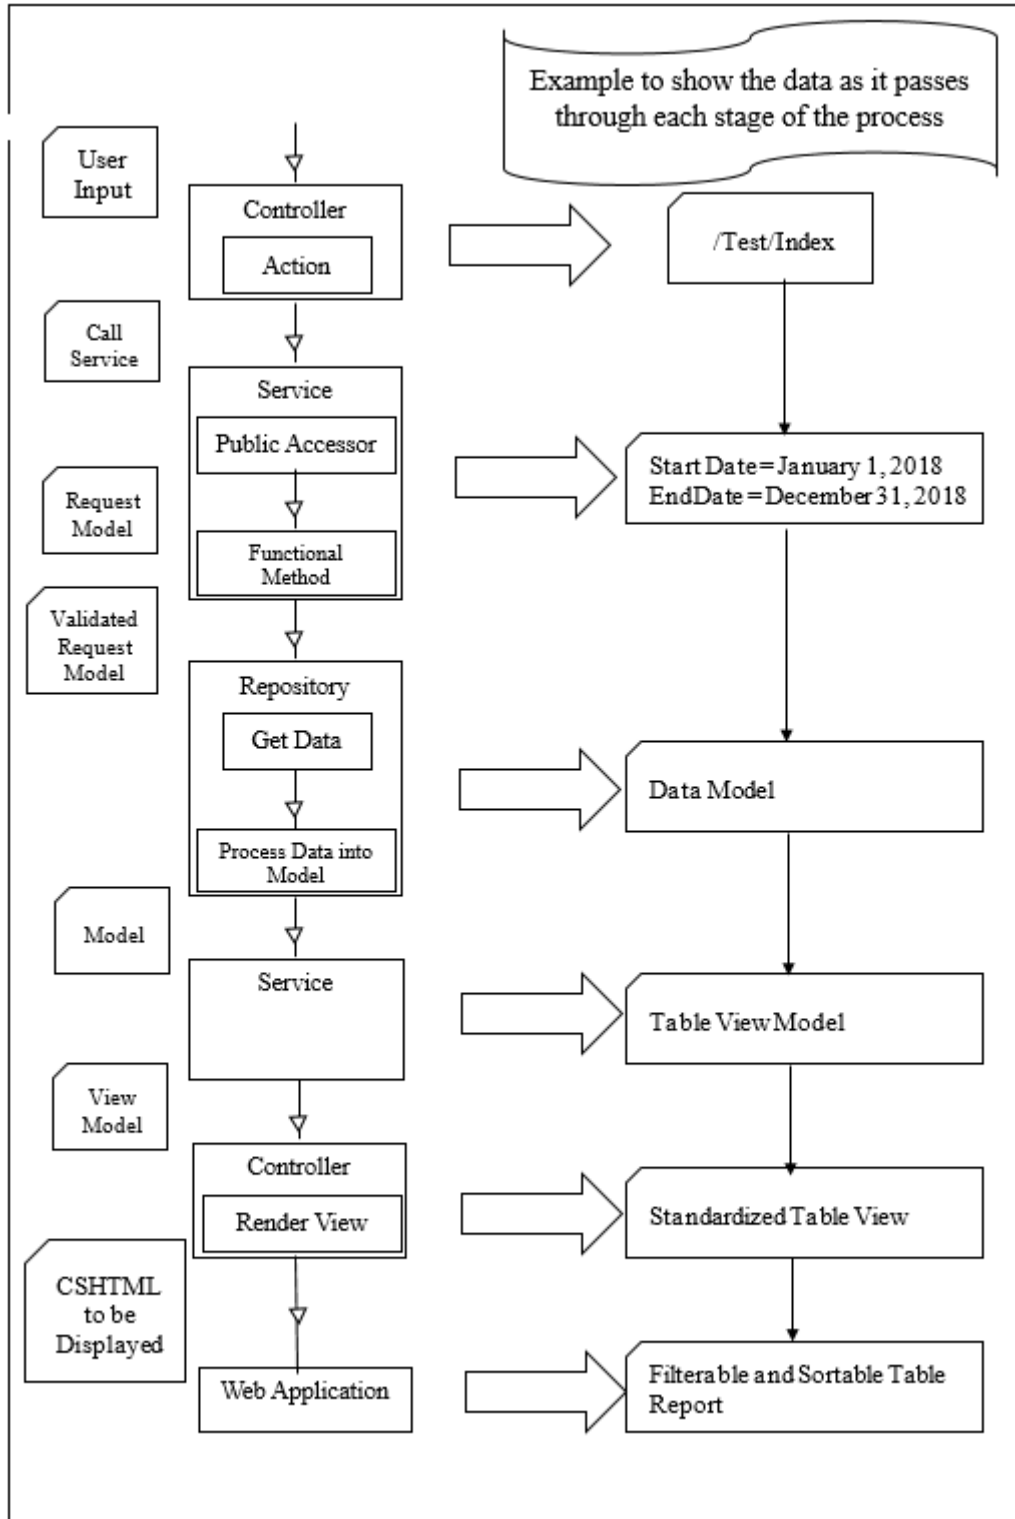 Example to show the data as it passes
through each stage of the process
User
Input
Controller
Action
/Test/Index
Call
Service
Service
Public Accessor
Start Date = January 1, 2018
EndDate = December 31, 2018
Request
Model
Functional
Method
Validated
Request
Model
Repository
Get Data
Data Model
Process Data into
Model
Model
Service
Table View Model
View
Model
Controller
Render View
Standardized Table View
CSHTML
to be
Displayed
Web Application
Filterable and Sortable Table
Report